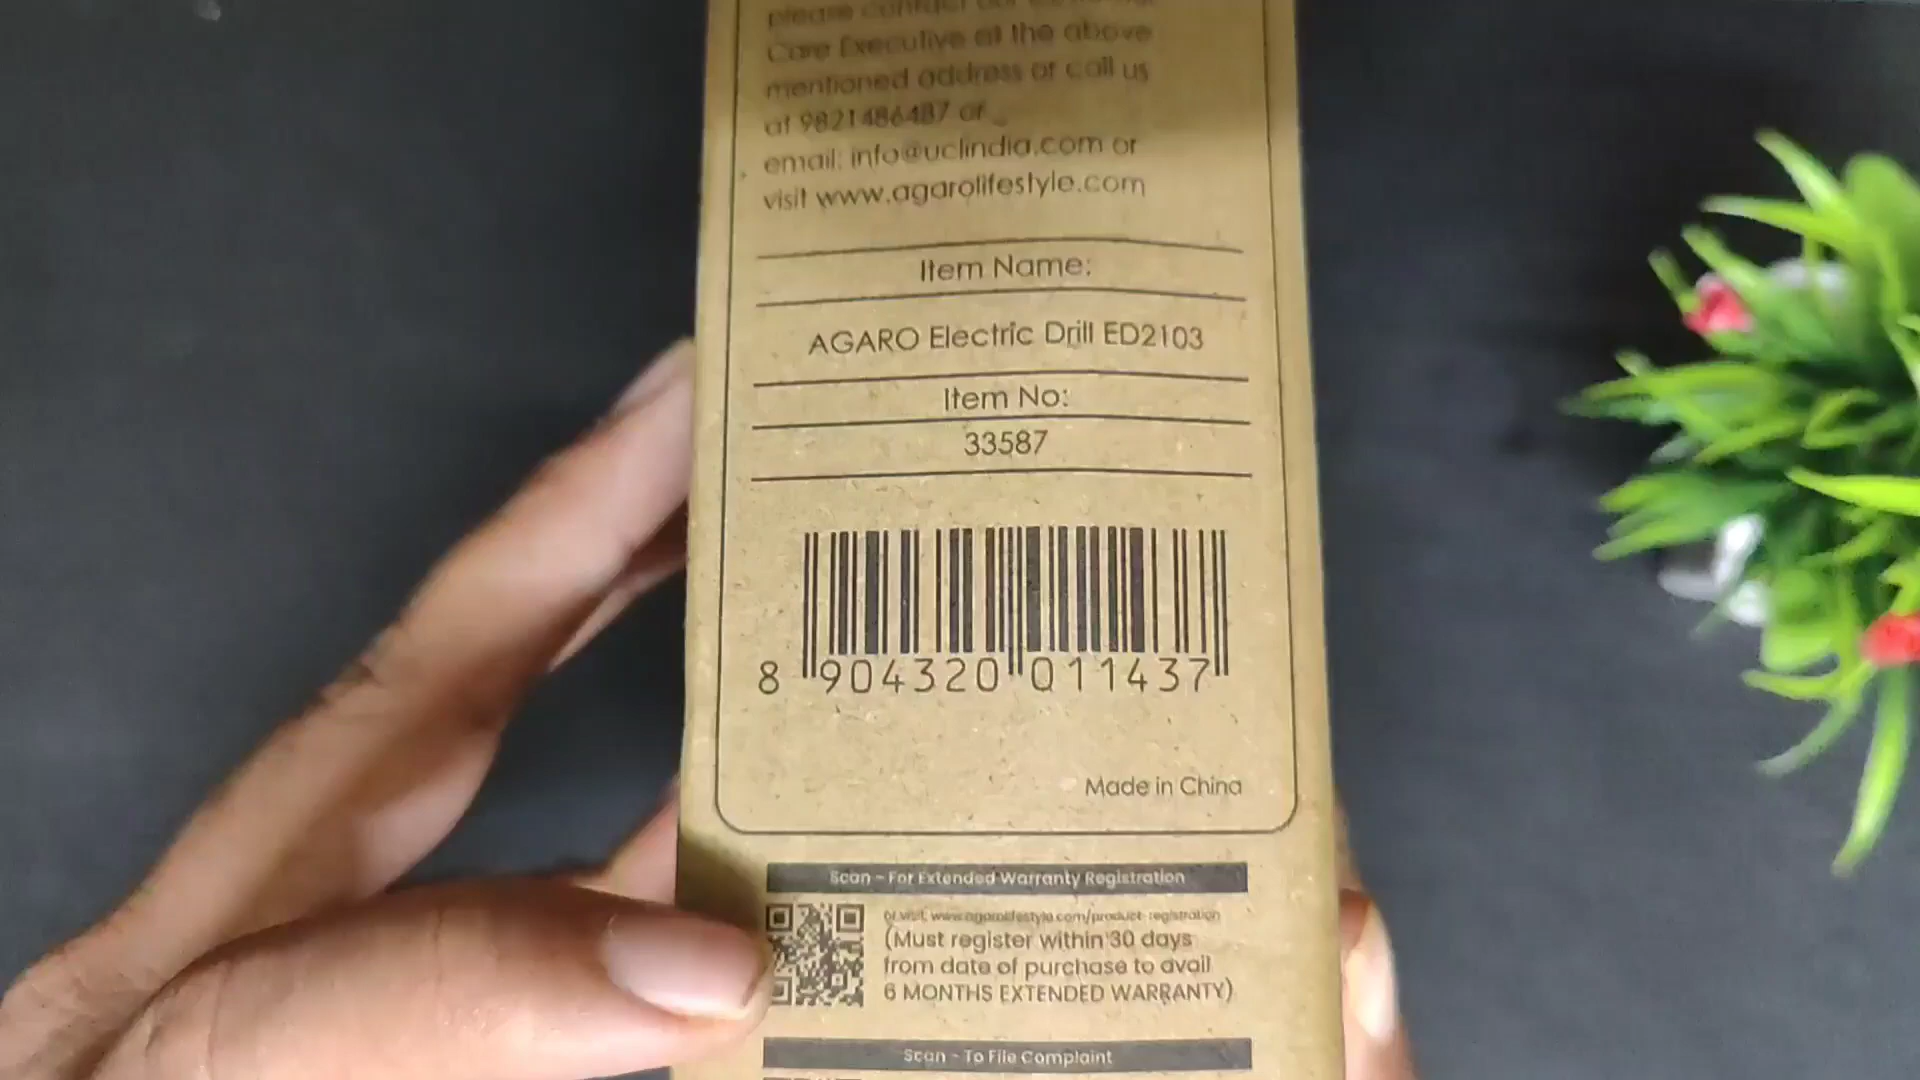 please contact our
Care Executive at the above
mentioned address or call us
at 9821486487 or
email: info@uclindia.com or
visit www.agarolifestyle.com
Item Name:
AGARO Electric Drill ED2103
Item No:
33587
8 904320 011437
Made in China
Scan - For Extended Warranty Registration
or visit. www.agarolifestyle.com/product-registration
(Must register within 30 days
from date of purchase to avail
6 MONTHS EXTENDED WARRANTY)
Scan - To File Complaint